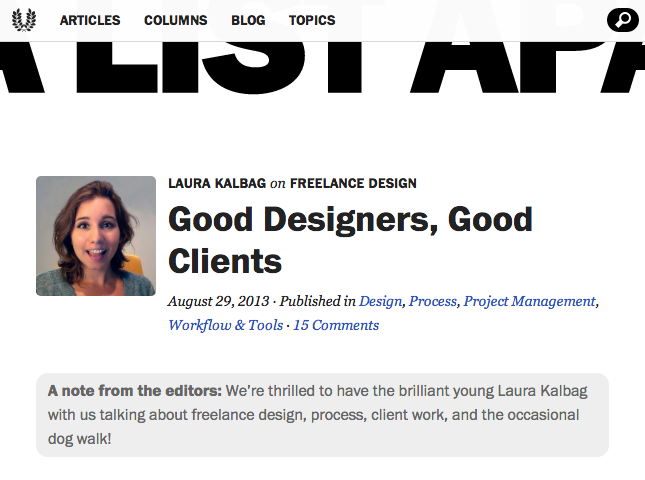 ARTICLES COLUMNS BLOG TOPICS
A LIST APA
LAURA KALBAG on FREELANCE DESIGN
Good Designers, Good
Clients
August 29, 2013 · Published in Design, Process, Project Management,
Workflow & Tools · 15 Comments
A note from the editors: We’re thrilled to have the brilliant young Laura Kalbag
with us talking about freelance design, process, client work, and the occasional
dog walk!